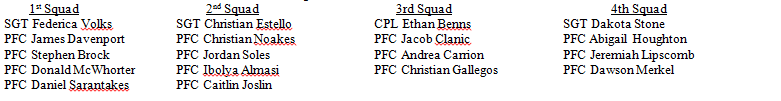 1st Squad 2nd Squad 3rd Squad 4th Squad
SGT Federica Volks SGT Christian Estello CPL Ethan Benns SGT Dakota Stone
PFC James Davenport PFC Christian Noakes PFC Jacob Clanic PFC Abigail Houghton
PFC Stephen Brock PFC Jordan Soles PFC Andrea Carrion PFC Jeremiah Lipscomb
PFC Donald McWhorter PFC Ibolya Almasi PFC Christian Gallegos PFC Dawson Merkel
PFC Daniel Sarantakes PFC Caitlin Joslin